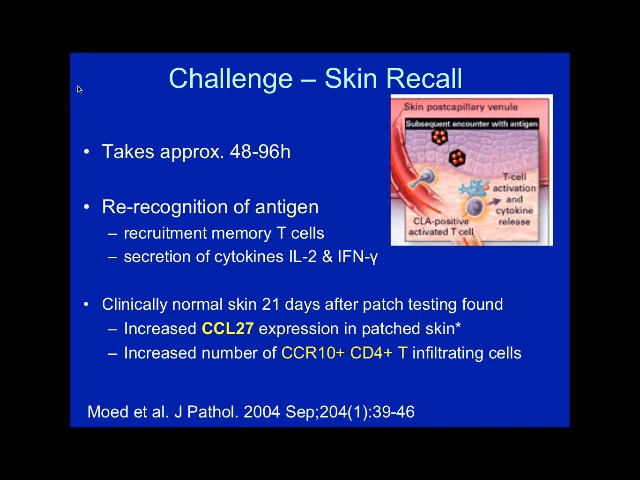 Challenge – Skin Recall
• Takes approx. 48-96h
• Re-recognition of antigen
– recruitment memory T cells
– secretion of cytokines IL-2 & IFN-γ
• Clinically normal skin 21 days after patch testing found
– Increased CCL27 expression in patched skin*
– Increased number of CCR10+ CD4+ T infiltrating cells
Moed et al. J Pathol. 2004 Sep;204(1):39-46
Skin postcapillary venule
Subsequent encounter with antigen
T-cell
activation
and
cytokine
release
CLA-positive
activated T cell